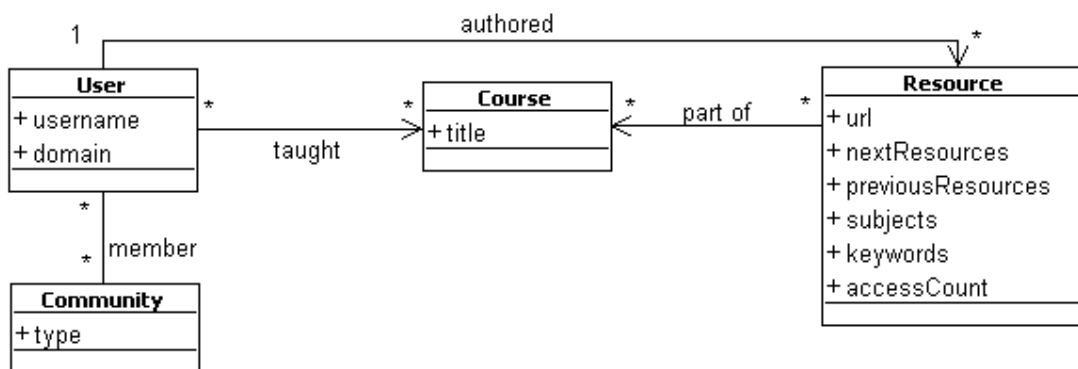 authored
1
*
User
+ username
+ domain
*
*
taught
Course
+ title
*
*
part of
Resource
+ url
+ nextResources
+ previousResources
+ subjects
+ keywords
+ accessCount
*
member
*
Community
+ type